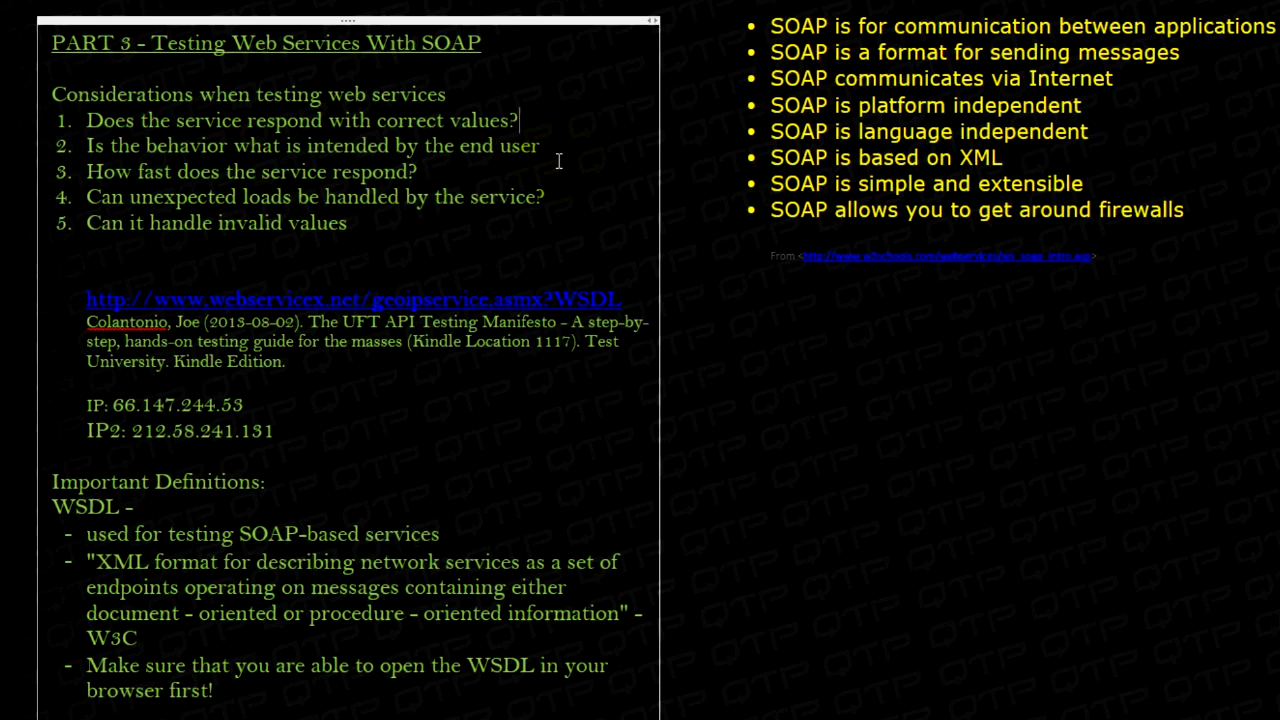 PART 3 - Testing Web Services With SOAP
Considerations when testing web services
1. Does the service respond with correct values?
2. Is the behavior what is intended by the end user
3. How fast does the service respond?
4. Can unexpected loads be handled by the service?
5. Can it handle invalid values
http://www.webservicex.net/geoipservice.asmx?WSDL
Colantonio, Joe (2013-08-02). The UFT API Testing Manifesto - A step-by-
step, hands-on testing guide for the masses (Kindle Location 1117). Test
University. Kindle Edition.
IP: 66.147.244.53
IP2: 212.58.241.131
Important Definitions:
WSDL -
- used for testing SOAP-based services
- "XML format for describing network services as a set of
endpoints operating on messages containing either
document - oriented or procedure - oriented information" -
W3C
- Make sure that you are able to open the WSDL in your
browser first!
• SOAP is for communication between applications
• SOAP is a format for sending messages
• SOAP communicates via Internet
• SOAP is platform independent
• SOAP is language independent
• SOAP is based on XML
• SOAP is simple and extensible
• SOAP allows you to get around firewalls
From <http://www.w3schools.com/webservices/ws_soap_intro.asp>
QTP